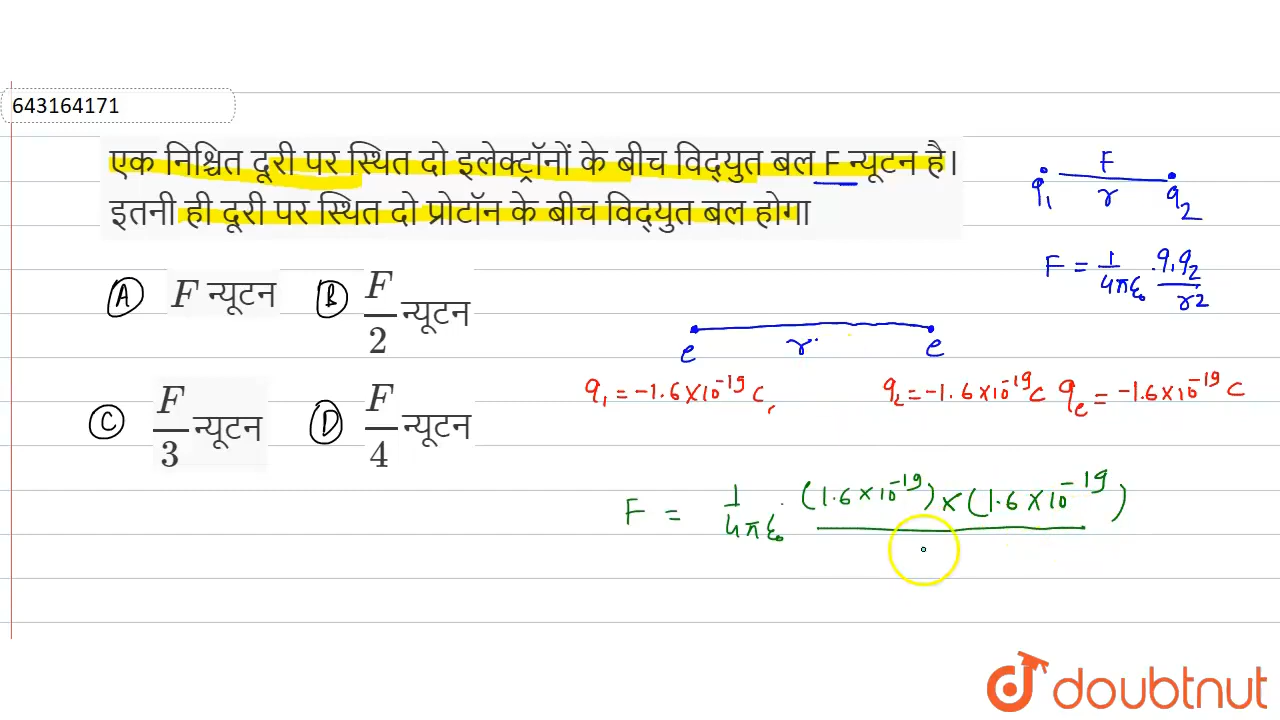 643164171
एक निश्चित दूरी पर स्थित दो इलेक्ट्रॉनों के बीच विद्युत बल F न्यूटन है।
इतनी ही दूरी पर स्थित दो प्रोटॉन के बीच विद्युत बल होगा
(A) F न्यूटन (B) F/2 न्यूटन
(C) F/3 न्यूटन (D) F/4 न्यूटन
F
q₁ r q₂
F = 1/4πε₀ · q₁q₂/r²
e r e
q₁ = -1.6×10⁻¹⁹ C, q₂ = -1.6×10⁻¹⁹ C qₑ = -1.6×10⁻¹⁹ C
F = 1/4πε₀ · (1.6×10⁻¹⁹) × (1.6×10⁻¹⁹)
doubtnut